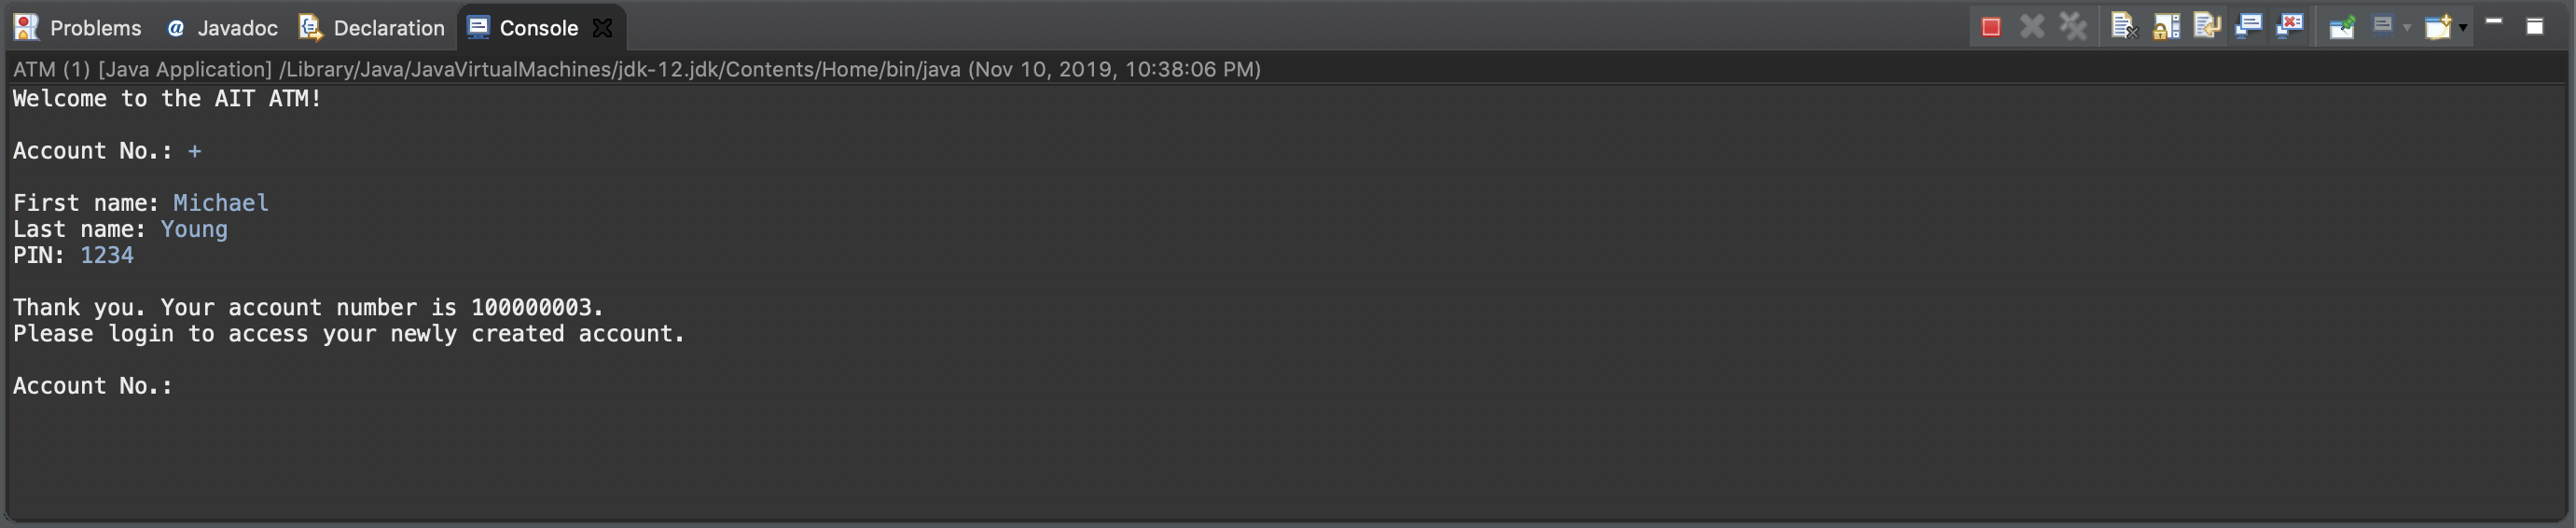 Problems @ Javadoc Declaration Console
ATM (1) [Java Application] /Library/Java/JavaVirtualMachines/jdk-12.jdk/Contents/Home/bin/java (Nov 10, 2019, 10:38:06 PM)
Welcome to the AIT ATM!
Account No.: +
First name: Michael
Last name: Young
PIN: 1234
Thank you. Your account number is 100000003.
Please login to access your newly created account.
Account No.: